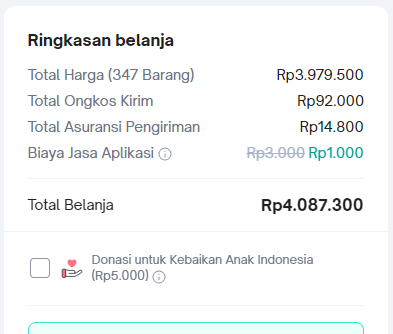 Ringkasan belanja
Total Harga (347 Barang) Rp3.979.500
Total Ongkos Kirim Rp92.000
Total Asuransi Pengiriman Rp14.800
Biaya Jasa Aplikasi Rp3.000 Rp1.000
Total Belanja Rp4.087.300
Donasi untuk Kebaikan Anak Indonesia
(Rp5.000)